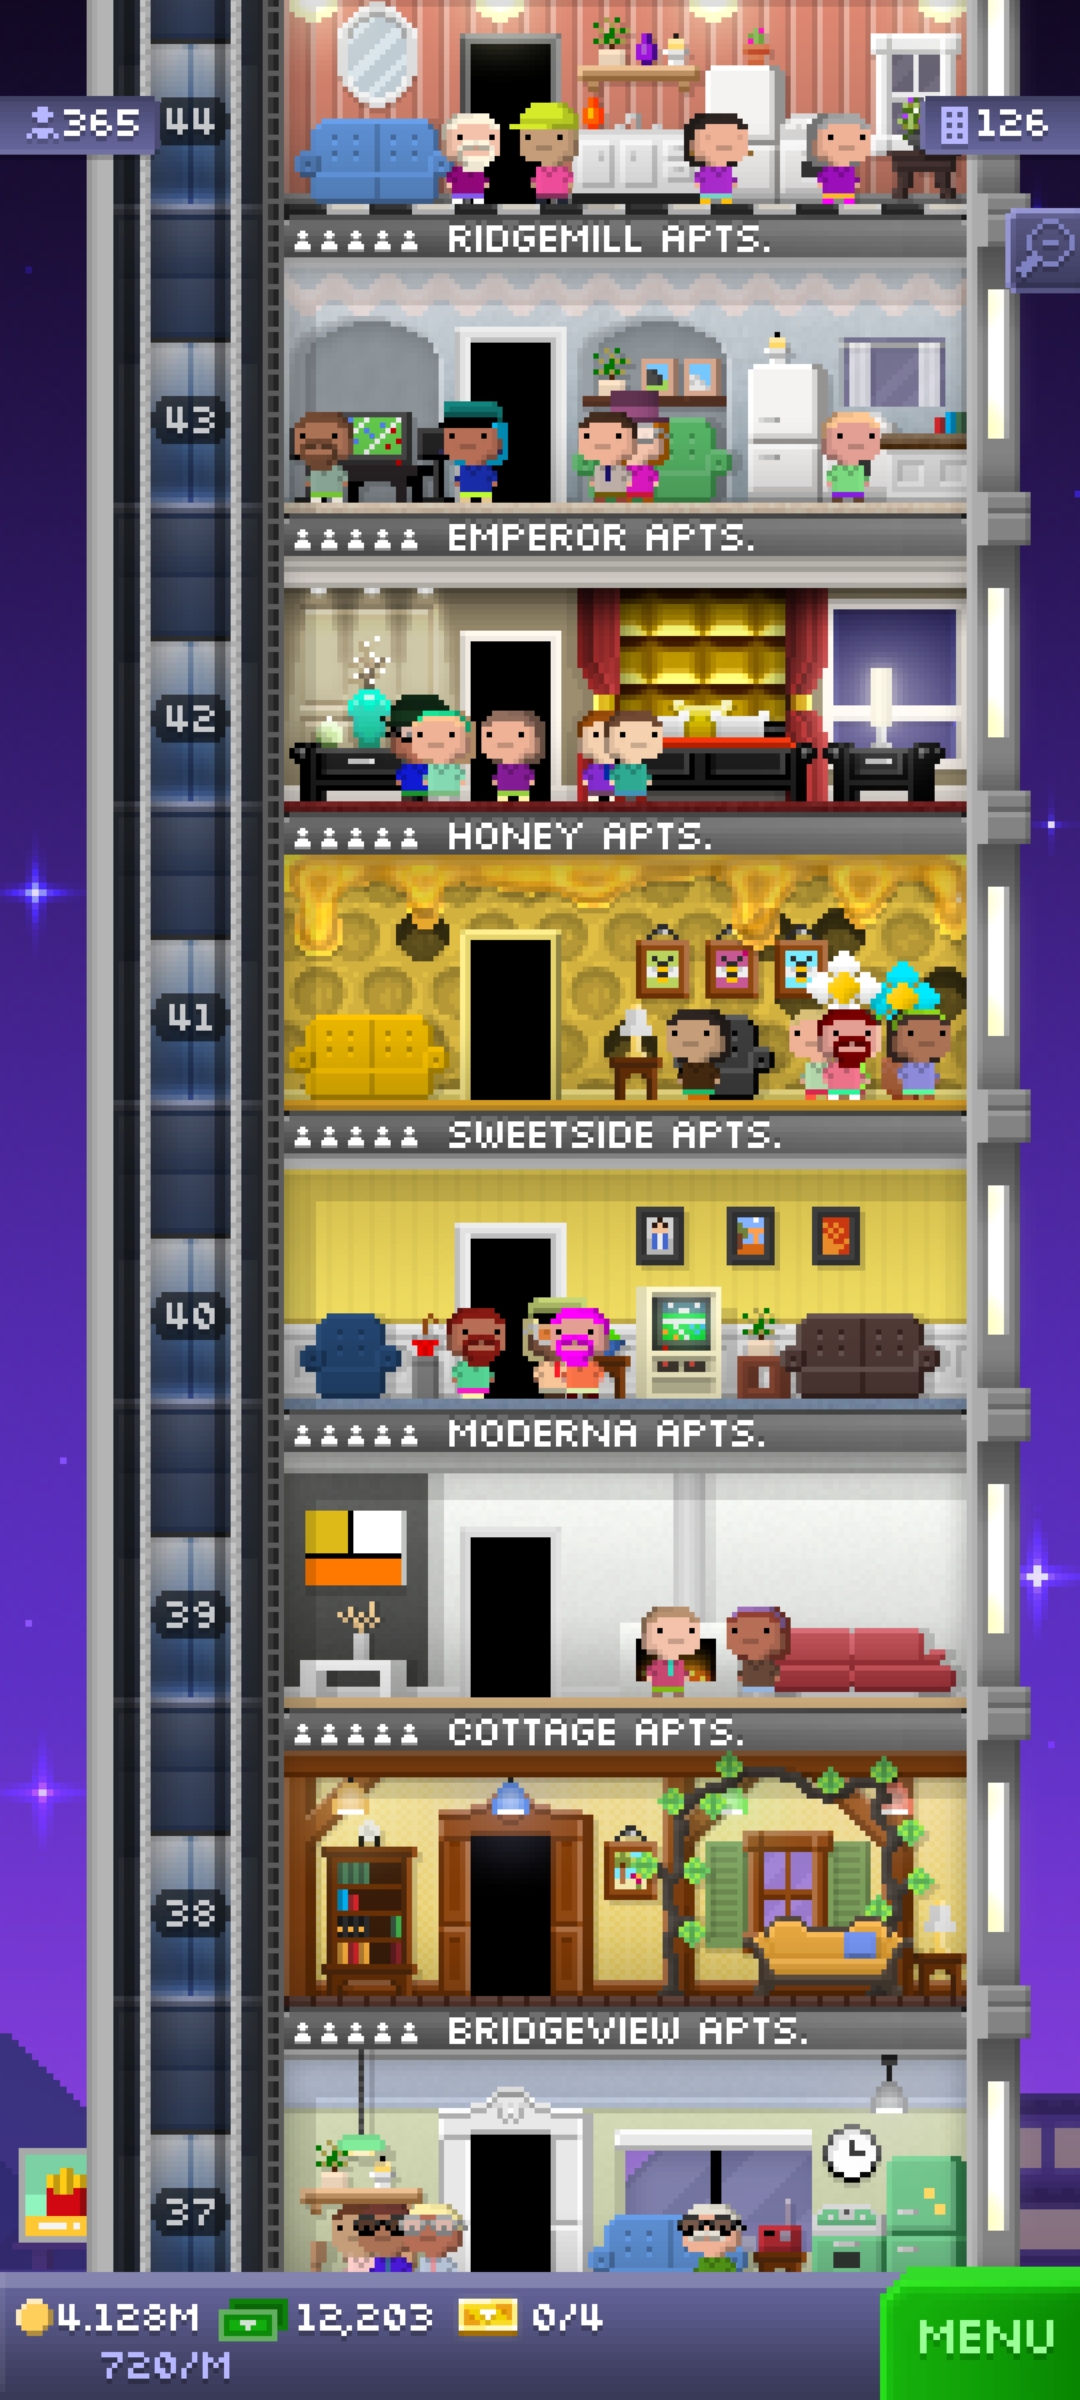 365
44
126
RIDGEMILL APTS.
43
EMPEROR APTS.
42
HONEY APTS.
41
SWEETSIDE APTS.
40
MODERNA APTS.
39
COTTAGE APTS.
38
BRIDGEVIEW APTS.
37
4.128M 12,203 0/4
720/M
MENU